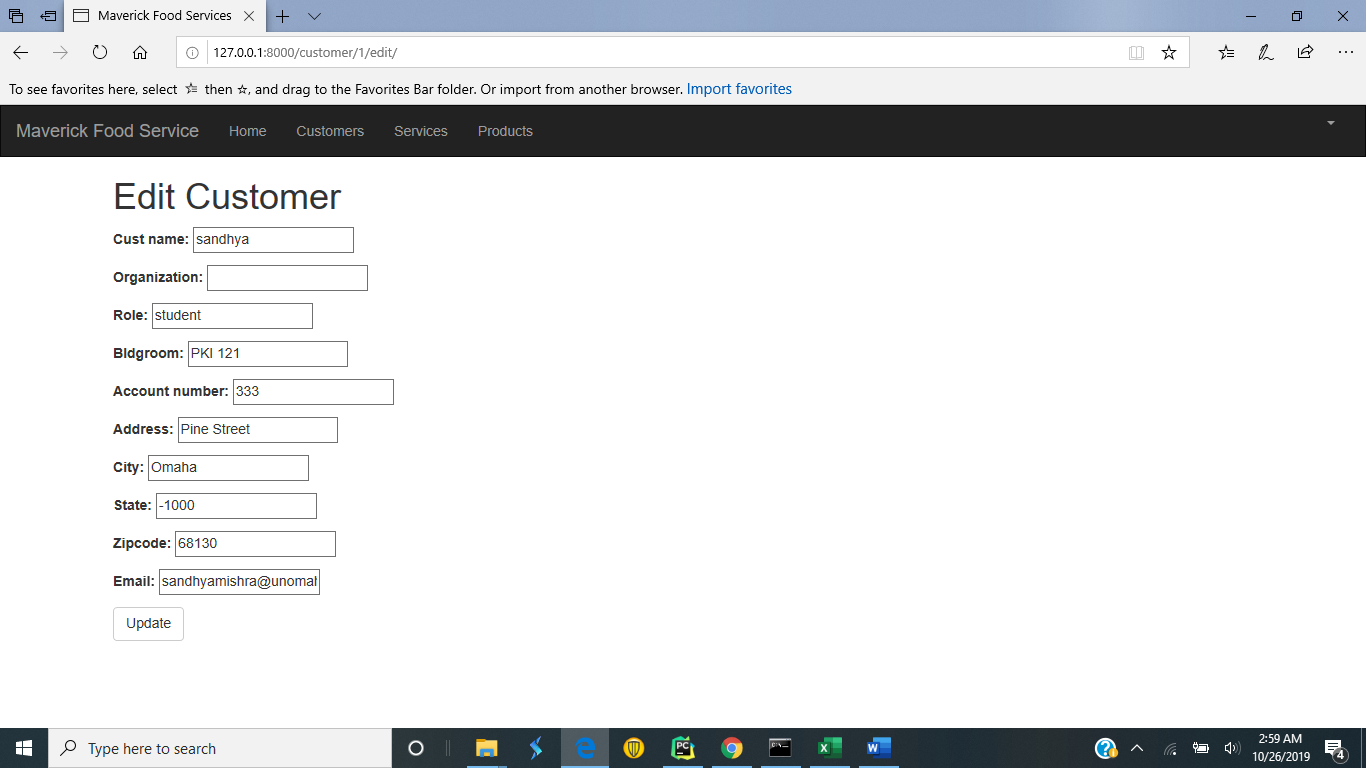 Maverick Food Services
127.0.0.1:8000/customer/1/edit/
To see favorites here, select then ☆, and drag to the Favorites Bar folder. Or import from another browser. Import favorites
Maverick Food Service Home Customers Services Products
Edit Customer
Cust name: sandhya
Organization:
Role: student
Bldgroom: PKI 121
Account number: 333
Address: Pine Street
City: Omaha
State: -1000
Zipcode: 68130
Email: sandhyamishra@unomah
Update
Type here to search
PC
2:59 AM
10/26/2019
4